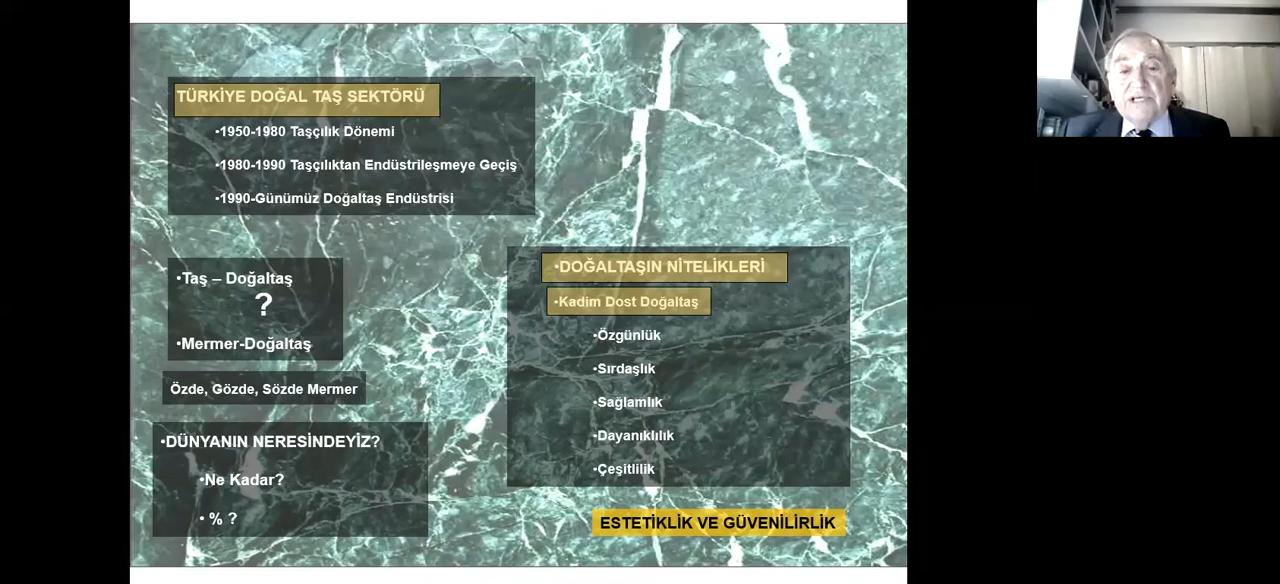 TÜRKİYE DOĞAL TAŞ SEKTÖRÜ
•1950-1980 Taşçılık Dönemi
•1980-1990 Taşçılıktan Endüstrileşmeye Geçiş
•1990-Günümüz Doğaltaş Endüstrisi
•Taş – Doğaltaş
?
•Mermer-Doğaltaş
Özde, Gözde, Sözde Mermer
•DÜNYANIN NERESİNDEYİZ?
•Ne Kadar?
• % ?
•DOĞALTAŞIN NİTELİKLERİ
•Kadim Dost Doğaltaş
•Özgünlük
•Sırdaşlık
•Sağlamlık
•Dayanıklılık
•Çeşitlilik
ESTETİKLİK VE GÜVENİLİRLİK